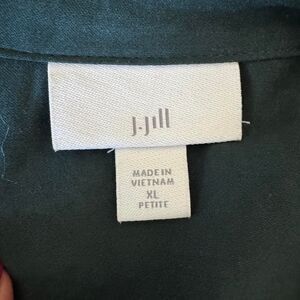 J.Jill
MADE IN
VIETNAM
XL
PETITE